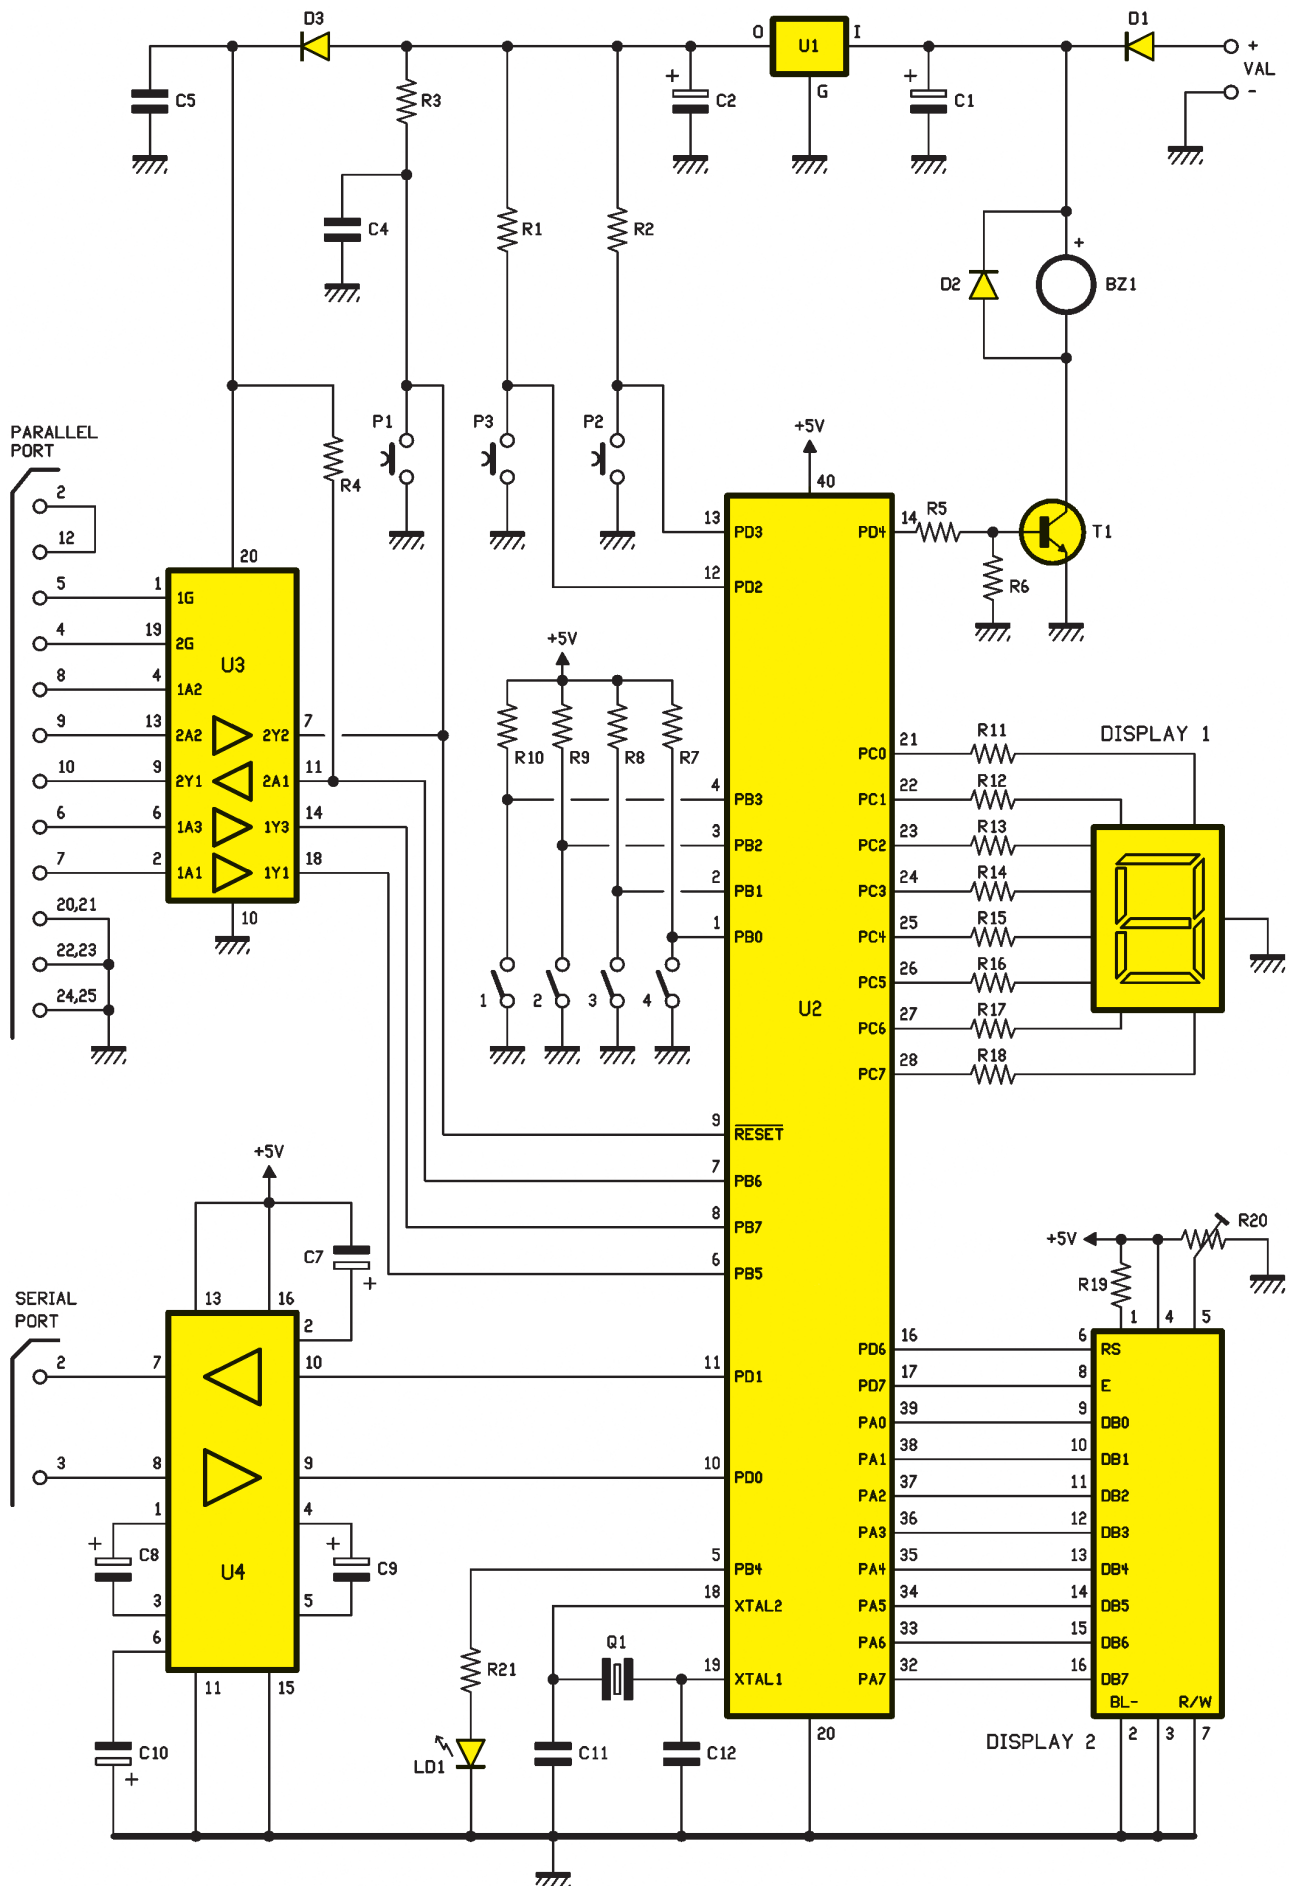 D3
O
U1
I
D1
+
VAL
-
G
C5
R3
+
C2
+
C1
C4
R1
R2
+
D2
BZ1
PARALLEL
PORT
P1
P3
P2
R4
+5V
40
2
12
5
4
8
9
10
6
7
20,21
22,23
24,25
20
1
1G
19
2G
U3
4
1A2
13
2A2
2Y2
7
9
2Y1
2A1
11
6
1A3
1Y3
14
2
1A1
1Y1
18
10
13
PD3
12
PD2
PD4
14
R5
T1
R6
+5V
R10
R9
R8
R7
4
PB3
3
PB2
2
PB1
1
PB0
1
2
3
4
U2
PC0
21
R11
DISPLAY 1
PC1
22
R12
PC2
23
R13
PC3
24
R14
PC4
25
R15
PC5
26
R16
PC6
27
R17
PC7
28
R18
9
RESET
7
PB6
8
PB7
6
PB5
+5V
C7
+
SERIAL
PORT
13
16
2
2
7
10
11
PD1
3
8
9
10
PD0
1
4
+
C8
U4
+
C9
3
5
6
11
15
C10
+
5
PB4
18
XTAL2
Q1
19
XTAL1
R21
LD1
C11
C12
20
+5V
R20
R19
1
4
5
PD6
16
6
RS
PD7
17
8
E
PA0
39
9
DB0
PA1
38
10
DB1
PA2
37
11
DB2
PA3
36
12
DB3
PA4
35
13
DB4
PA5
34
14
DB5
PA6
33
15
DB6
PA7
32
16
DB7
BL-
R/W
DISPLAY 2
2
3
7